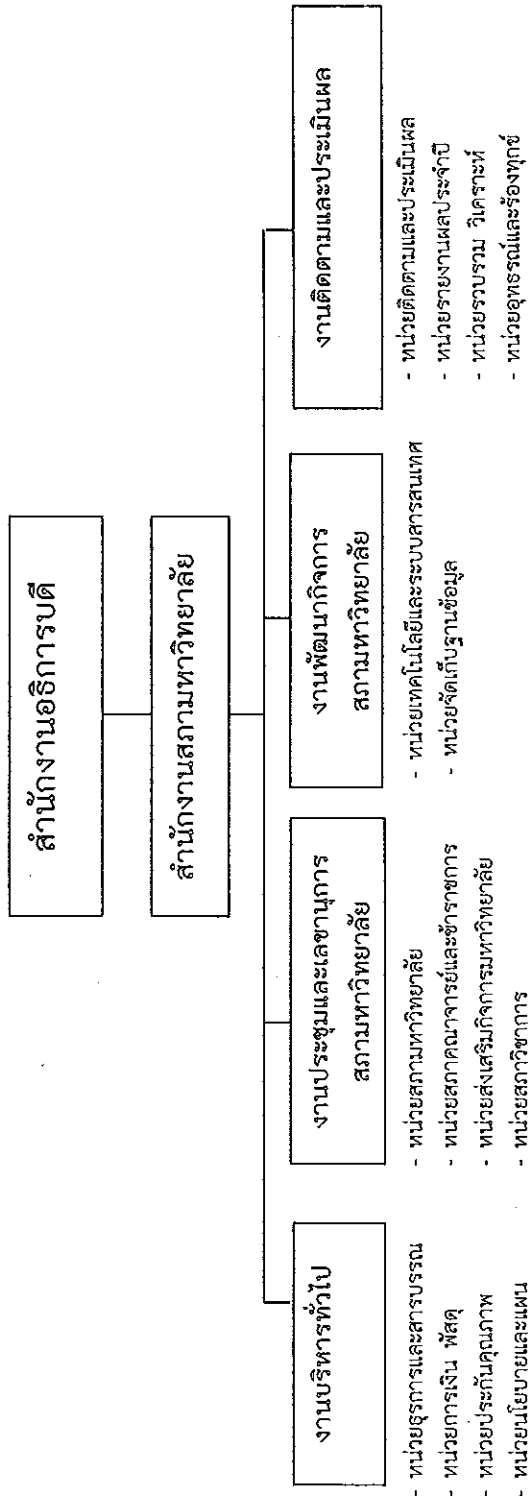 สำนักงานอธิการบดี
สำนักงานสภามหาวิทยาลัย
งานบริหารทั่วไป
- หน่วยธุรการและสารบรรณ
- หน่วยการเงิน พัสดุ
- หน่วยประกันคุณภาพ
- หน่วยนโยบายและแผน
งานประชุมและเลขานุการ
สภามหาวิทยาลัย
- หน่วยสภามหาวิทยาลัย
- หน่วยสภาคณาจารย์และข้าราชการ
- หน่วยส่งเสริมกิจการมหาวิทยาลัย
- หน่วยสภาวิชาการ
งานพัฒนากิจการ
สภามหาวิทยาลัย
- หน่วยเทคโนโลยีและระบบสารสนเทศ
- หน่วยจัดเก็บฐานข้อมูล
งานติดตามและประเมินผล
- หน่วยติดตามและประเมินผล
- หน่วยรายงานผลประจำปี
- หน่วยรวบรวม วิเคราะห์
- หน่วยอุทธรณ์และร้องทุกข์